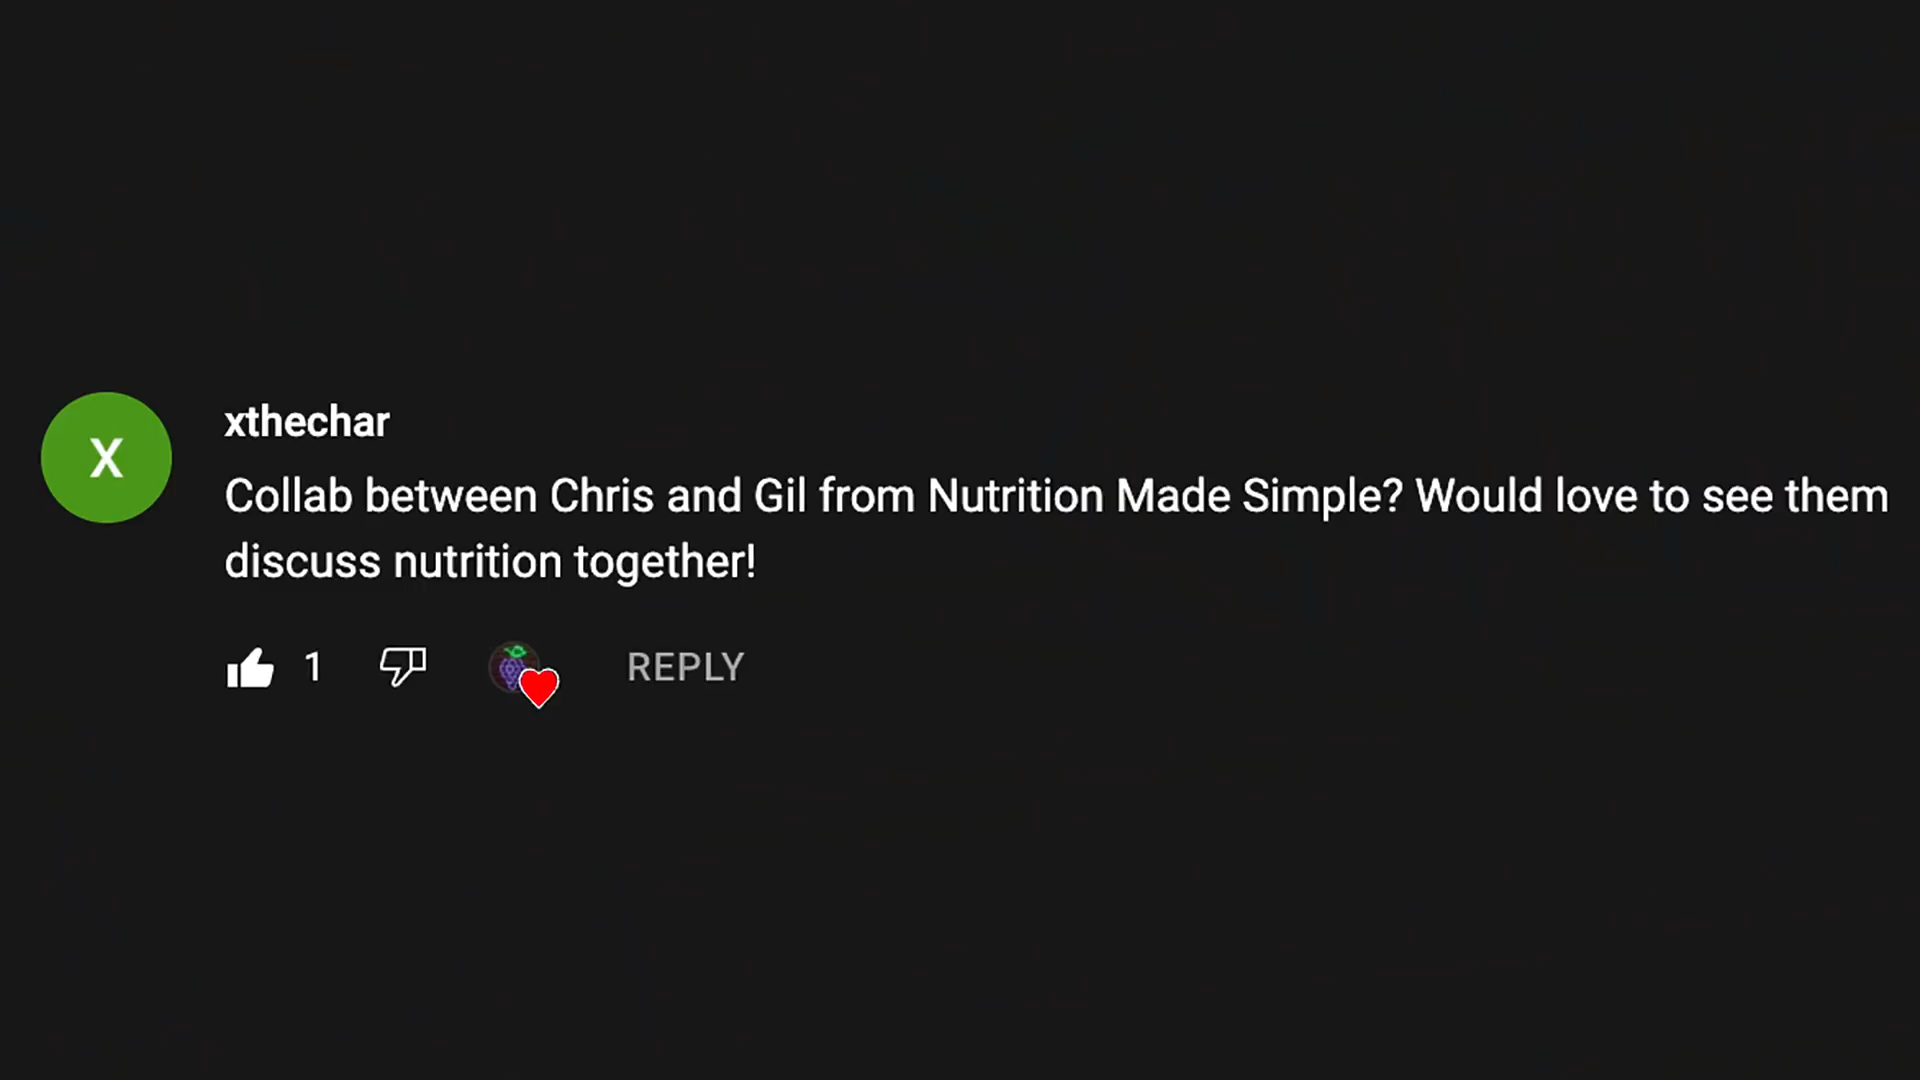 X
xthechar
Collab between Chris and Gil from Nutrition Made Simple? Would love to see them
discuss nutrition together!
1 REPLY